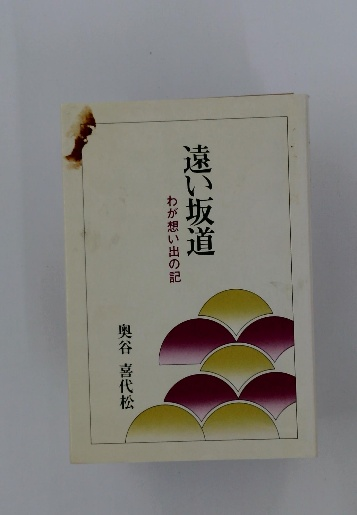 遠い坂道
わが想い出の記
奥谷 喜代松